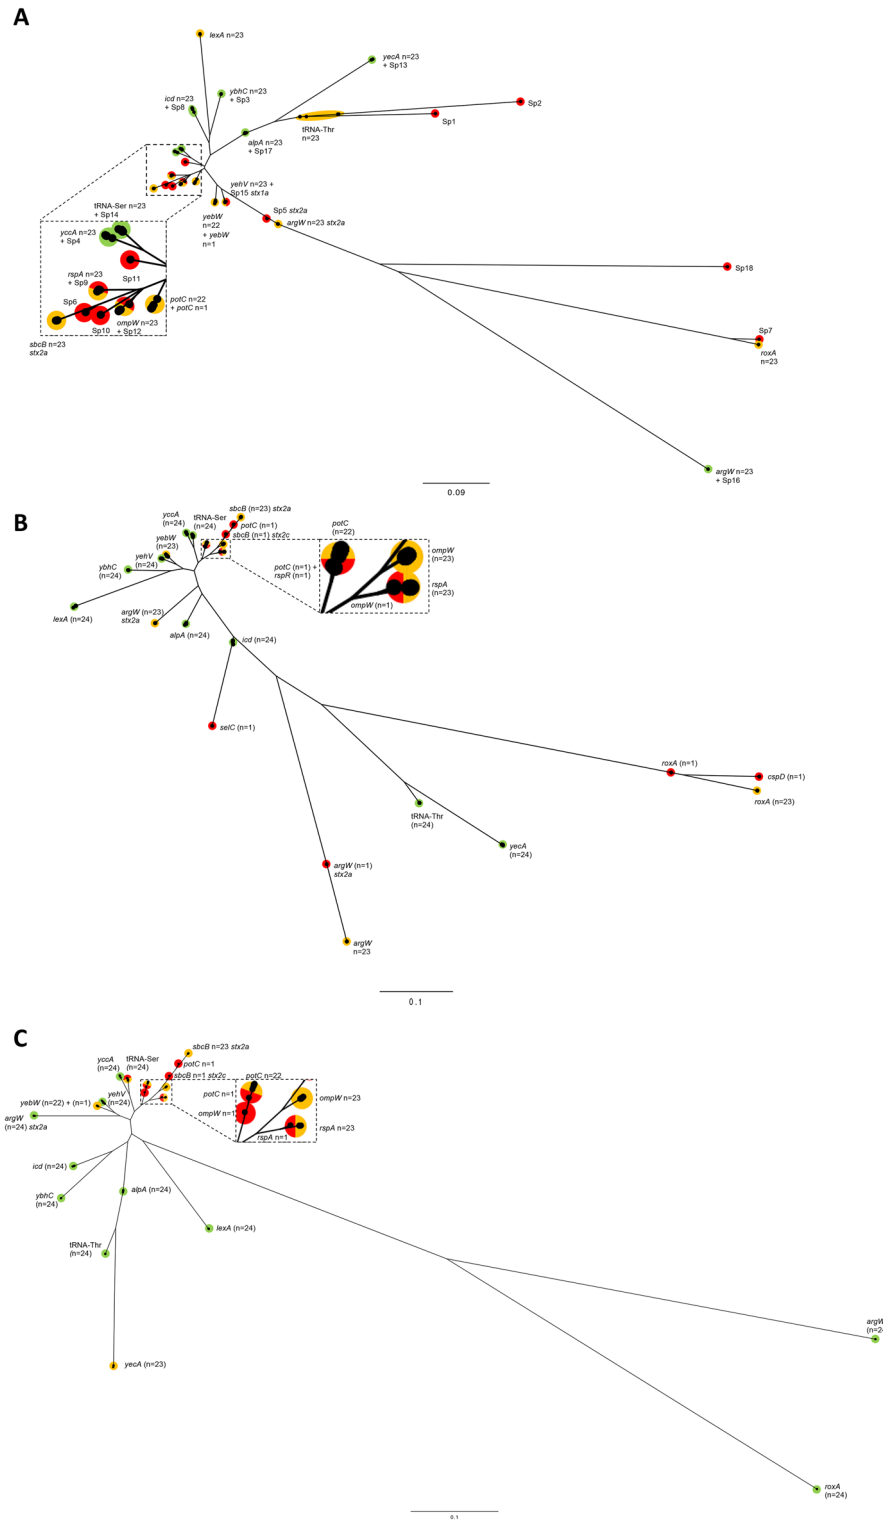 A
lexA n=23
yecA n=23
+ Sp13
ybhC n=23
+ Sp3
icd n=23
+ Sp8
Sp2
Sp1
tRNA-Thr
n=23
alpA n=23
+ Sp17
yehV n=23 +
Sp15 stx1a
yebW
n=22
+ yebW
n=1
Sp5 stx2a
argW n=23 stx2a
tRNA-Ser n=23
+ Sp14
yccA n=23
+ Sp4
Sp11
rspA n=23
+ Sp9
Sp6
Sp10
ompW n=23
+ Sp12
potC n=22
+ potC n=1
sbcB n=23
stx2a
Sp18
Sp7
roxA
n=23
argW n=23
+ Sp16
0.09
B
sbcB (n=23) stx2a
potC (n=1)
sbcB (n=1) stx2c
tRNA-Ser
(n=24)
yccA
(n=24)
yebW
(n=23)
yehV
(n=24)
ybhC
(n=24)
lexA (n=24)
argW (n=23)
stx2a
alpA (n=24)
icd (n=24)
potC
(n=22)
potC (n=1) +
rspR (n=1)
ompW (n=1)
ompW
(n=23)
rspA
(n=23)
selC (n=1)
roxA (n=1)
cspD (n=1)
roxA (n=23)
tRNA-Thr
(n=24)
yecA
(n=24)
argW (n=1)
stx2a
argW
n=23
0.1
C
sbcB n=23 stx2a
potC n=1
sbcB n=1 stx2c
tRNA-Ser
(n=24)
yccA
(n=24)
yehV
(n=24)
yebW (n=22) + (n=1)
argW
(n=24) stx2a
potC n=22
potC n=1
ompW n=1
rspA n=1
ompW n=23
rspA n=23
icd (n=24)
ybhC
(n=24)
alpA (n=24)
lexA (n=24)
tRNA-Thr
(n=24)
yecA (n=23)
argW
(n=24
roxA
(n=24)
0.1